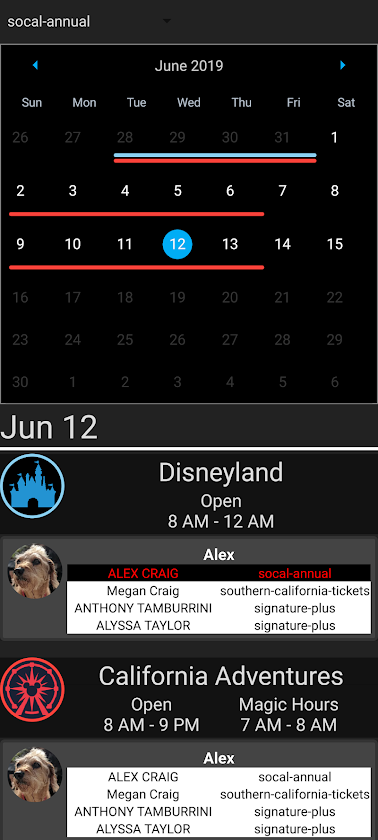 socal-annual
June 2019
Sun Mon Tue Wed Thu Fri Sat
26 27 28 29 30 31 1
2 3 4 5 6 7 8
9 10 11 12 13 14 15
16 17 18 19 20 21 22
23 24 25 26 27 28 29
30 1 2 3 4 5 6
Jun 12
Disneyland
Open
8 AM - 12 AM
Alex
ALEX CRAIG socal-annual
Megan Craig southern-california-tickets
ANTHONY TAMBURRINI signature-plus
ALYSSA TAYLOR signature-plus
California Adventures
Open Magic Hours
8 AM - 9 PM 7 AM - 8 AM
Alex
ALEX CRAIG socal-annual
Megan Craig southern-california-tickets
ANTHONY TAMBURRINI signature-plus
ALYSSA TAYLOR signature-plus